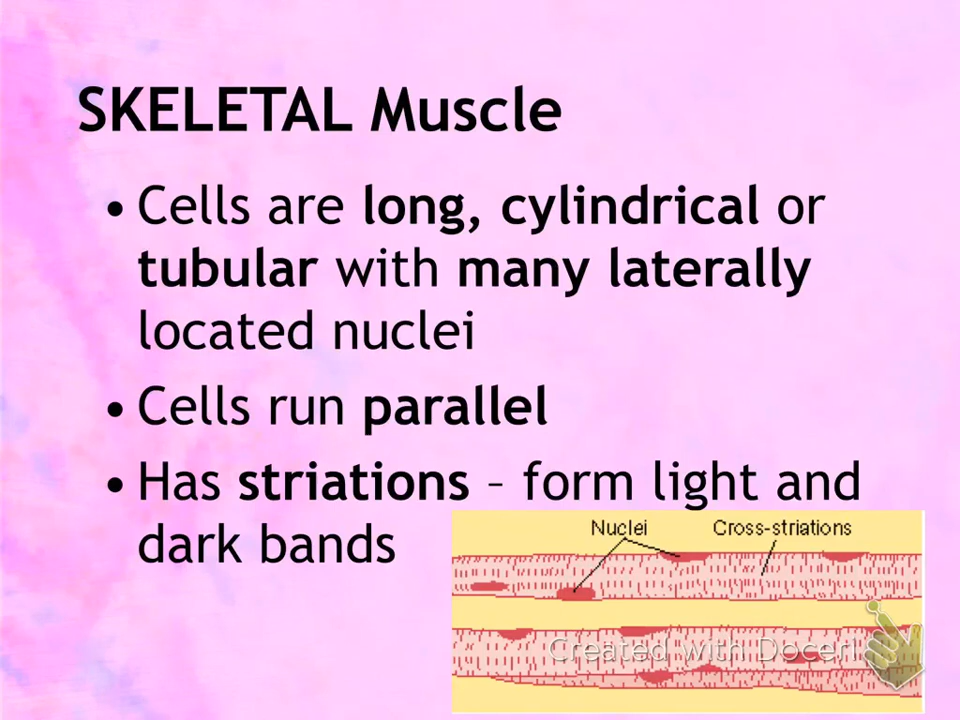 SKELETAL Muscle
• Cells are long, cylindrical or
tubular with many laterally
located nuclei
• Cells run parallel
• Has striations – form light and
dark bands
Nuclei Cross-striations
Created with Doceri